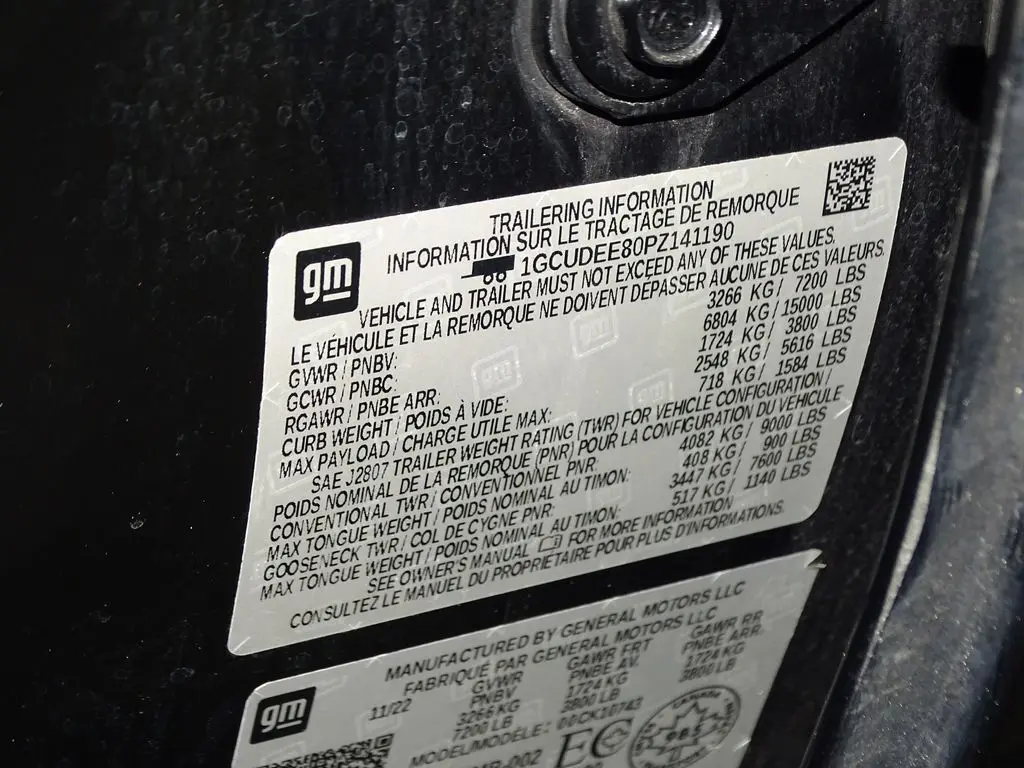 TRAILERING INFORMATION
INFORMATION SUR LE TRACTAGE DE REMORQUE
gm
1GCUDEE80PZ141190
VEHICLE AND TRAILER MUST NOT EXCEED ANY OF THESE VALUES.
LE VÉHICULE ET LA REMORQUE NE DOIVENT DÉPASSER AUCUNE DE CES VALEURS.
GVWR / PNBV: 3266 KG / 7200 LBS
GCWR / PNBC: 6804 KG / 15000 LBS
RGAWR / PNBE ARR: 1724 KG / 3800 LBS
CURB WEIGHT / POIDS À VIDE: 2548 KG / 5616 LBS
MAX PAYLOAD / CHARGE UTILE MAX: 718 KG / 1584 LBS
SAE J2807 TRAILER WEIGHT RATING (TWR) FOR VEHICLE CONFIGURATION /
POIDS NOMINAL DE LA REMORQUE (PNR) POUR LA CONFIGURATION DU VÉHICULE
CONVENTIONAL TWR / CONVENTIONNEL PNR: 4082 KG / 9000 LBS
MAX TONGUE WEIGHT / POIDS NOMINAL AU TIMON: 408 KG / 900 LBS
GOOSENECK TWR / COL DE CYGNE PNR: 3447 KG / 7600 LBS
MAX TONGUE WEIGHT / POIDS NOMINAL AU TIMON: 517 KG / 1140 LBS
SEE OWNER'S MANUAL FOR MORE INFORMATION
CONSULTEZ LE MANUEL DU PROPRIÉTAIRE POUR PLUS D'INFORMATIONS.
MANUFACTURED BY GENERAL MOTORS LLC
FABRIQUÉ PAR GENERAL MOTORS LLC
gm
11/22 GVWR GAWR FRT GAWR RR
PNBV PNBE AV. PNBE ARR.
3266 KG 1724 KG 1724 KG
7200 LB 3800 LB 3800 LB
MODEL/MODÈLE: 00CK10743